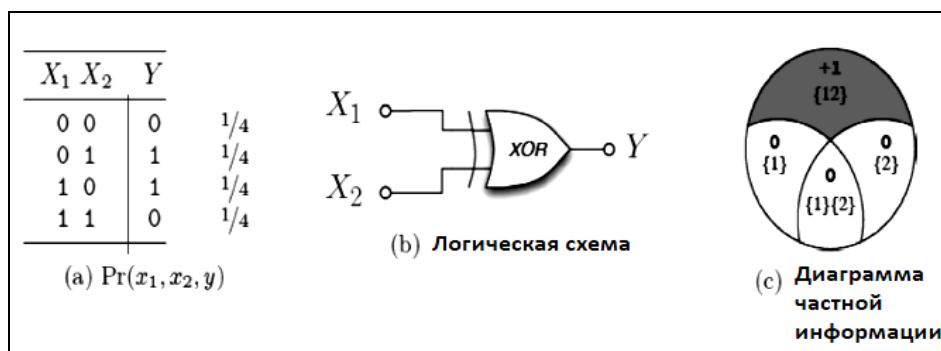 X₁ X₂ Y
0 0 0 1/4
0 1 1 1/4
1 0 1 1/4
1 1 0 1/4
(a) Pr(x₁, x₂, y)
X₁
X₂
XOR
Y
(b) Логическая схема
+1
{12}
0
{1}
0
{2}
0
{1}{2}
(c) Диаграмма
частной
информации